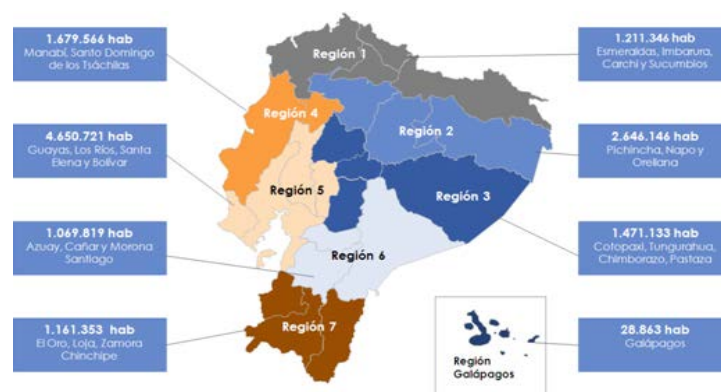 1.679.566 hab
Manabí, Santo Domingo
de los Tsáchilas
4.650.721 hab
Guayas, Los Ríos, Santa
Elena y Bolívar
1.069.819 hab
Azuay, Cañar y Morona
Santiago
1.161.353 hab
El Oro, Loja, Zamora
Chinchipe
Región 1
Región 4
Región 2
Región 5
Región 3
Región 6
Región 7
Región
Galápagos
1.211.346 hab
Esmeraldas, Imbarura,
Carchi y Sucumbios
2.646.146 hab
Pichincha, Napo y
Orellana
1.471.133 hab
Cotopaxi, Tungurahua,
Chimborazo, Pastaza
28.863 hab
Galápagos